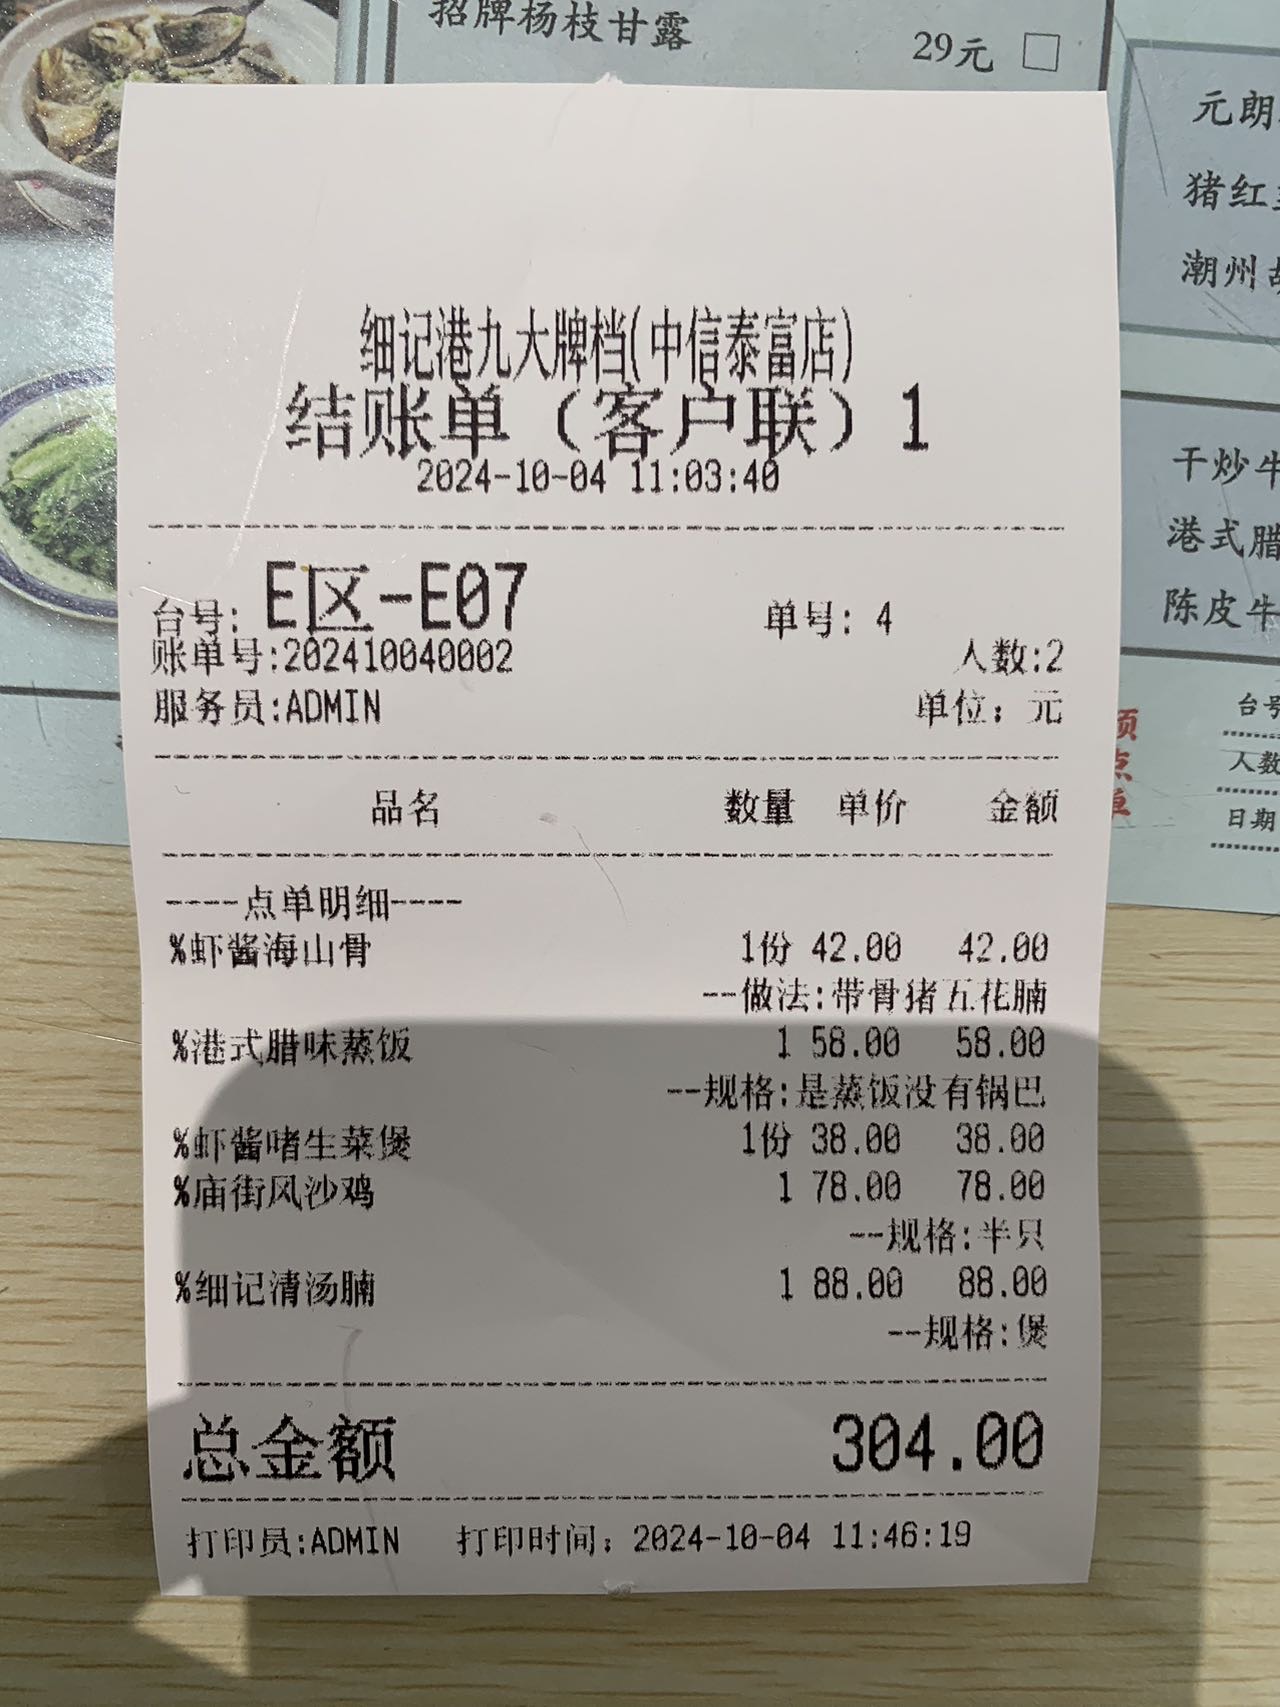 招牌杨枝甘露 29元
元朗
猪红
潮州
干炒牛
港式腊
陈皮牛
台号
人数
日期
细记港九大牌档(中信泰富店)
结账单（客户联）1
2024-10-04 11:03:40
台号: E区-E07 单号: 4
账单号:202410040002 人数:2
服务员:ADMIN 单位: 元
品名 数量 单价 金额
----点单明细----
%虾酱海山骨 1份 42.00 42.00
--做法:带骨猪五花腩
%港式腊味蒸饭 1 58.00 58.00
--规格:是蒸饭没有锅巴
%虾酱啫生菜煲 1份 38.00 38.00
%庙街风沙鸡 1 78.00 78.00
--规格:半只
%细记清汤腩 1 88.00 88.00
--规格:煲
总金额 304.00
打印员:ADMIN 打印时间: 2024-10-04 11:46:19